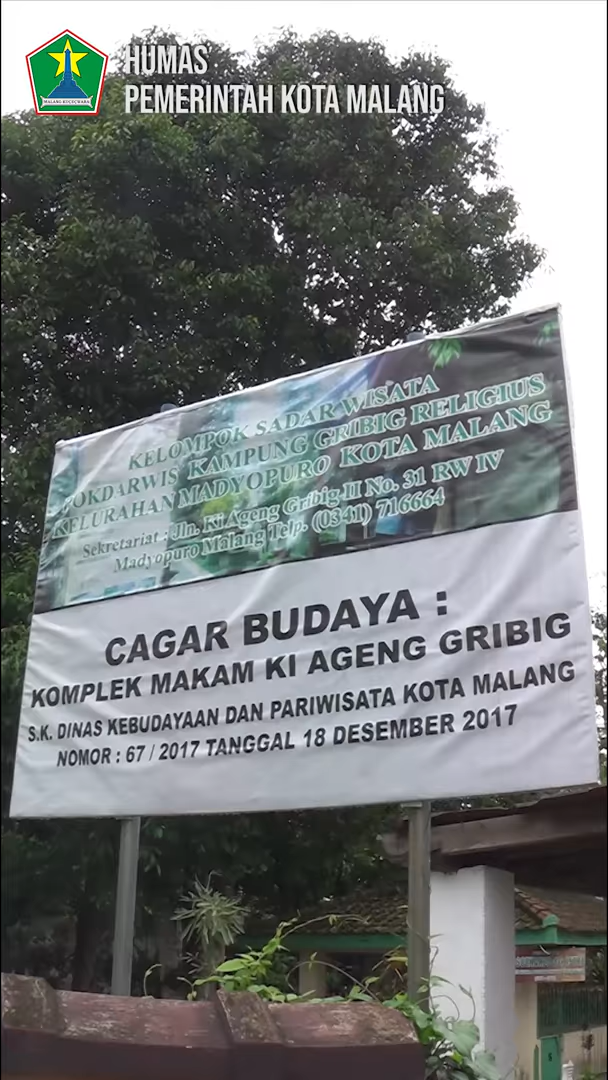 HUMAS
PEMERINTAH KOTA MALANG
MALANG KUCECWARA
KELOMPOK SADAR WISATA
POKDARWIS KAMPUNG GRIBIG RELIGIUS
KELURAHAN MADYOPURO KOTA MALANG
Sekretariat : Jln. Ki Ageng Gribig II No. 31 RW IV
Madyopuro Malang Telp. (0341) 716664
CAGAR BUDAYA :
KOMPLEK MAKAM KI AGENG GRIBIG
S.K. DINAS KEBUDAYAAN DAN PARIWISATA KOTA MALANG
NOMOR : 67 / 2017 TANGGAL 18 DESEMBER 2017